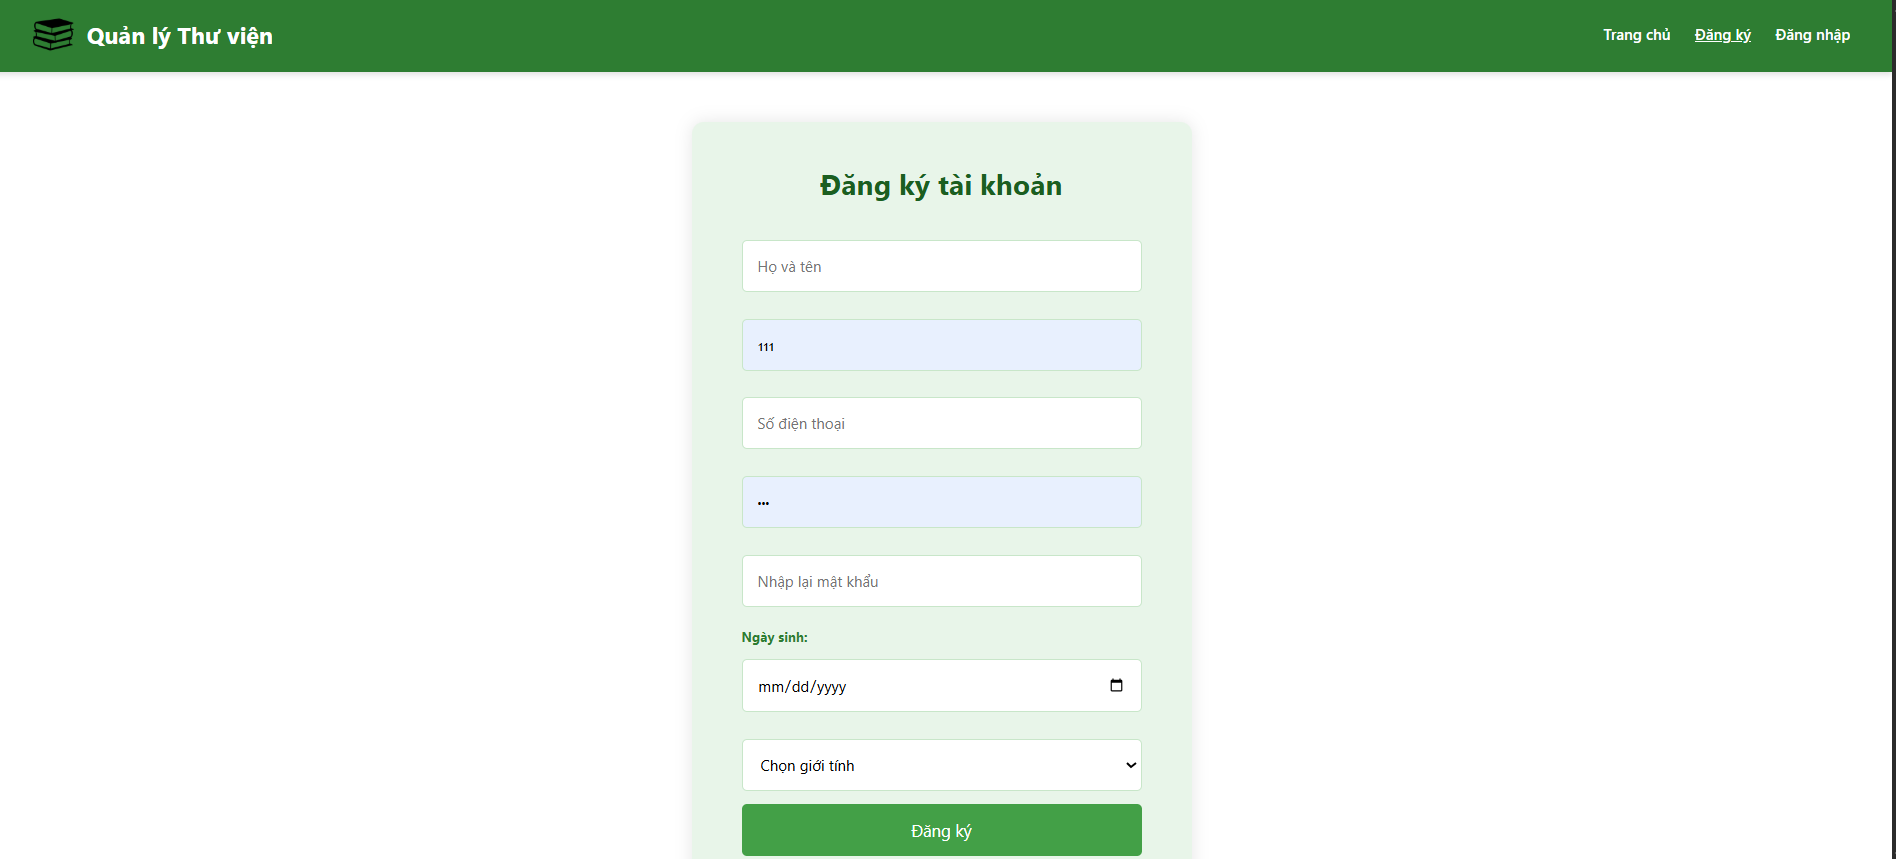 Quản lý Thư viện
Trang chủ Đăng ký Đăng nhập
Đăng ký tài khoản
Họ và tên
111
Số điện thoại
•••
Nhập lại mật khẩu
Ngày sinh:
mm/dd/yyyy
Chọn giới tính
Đăng ký